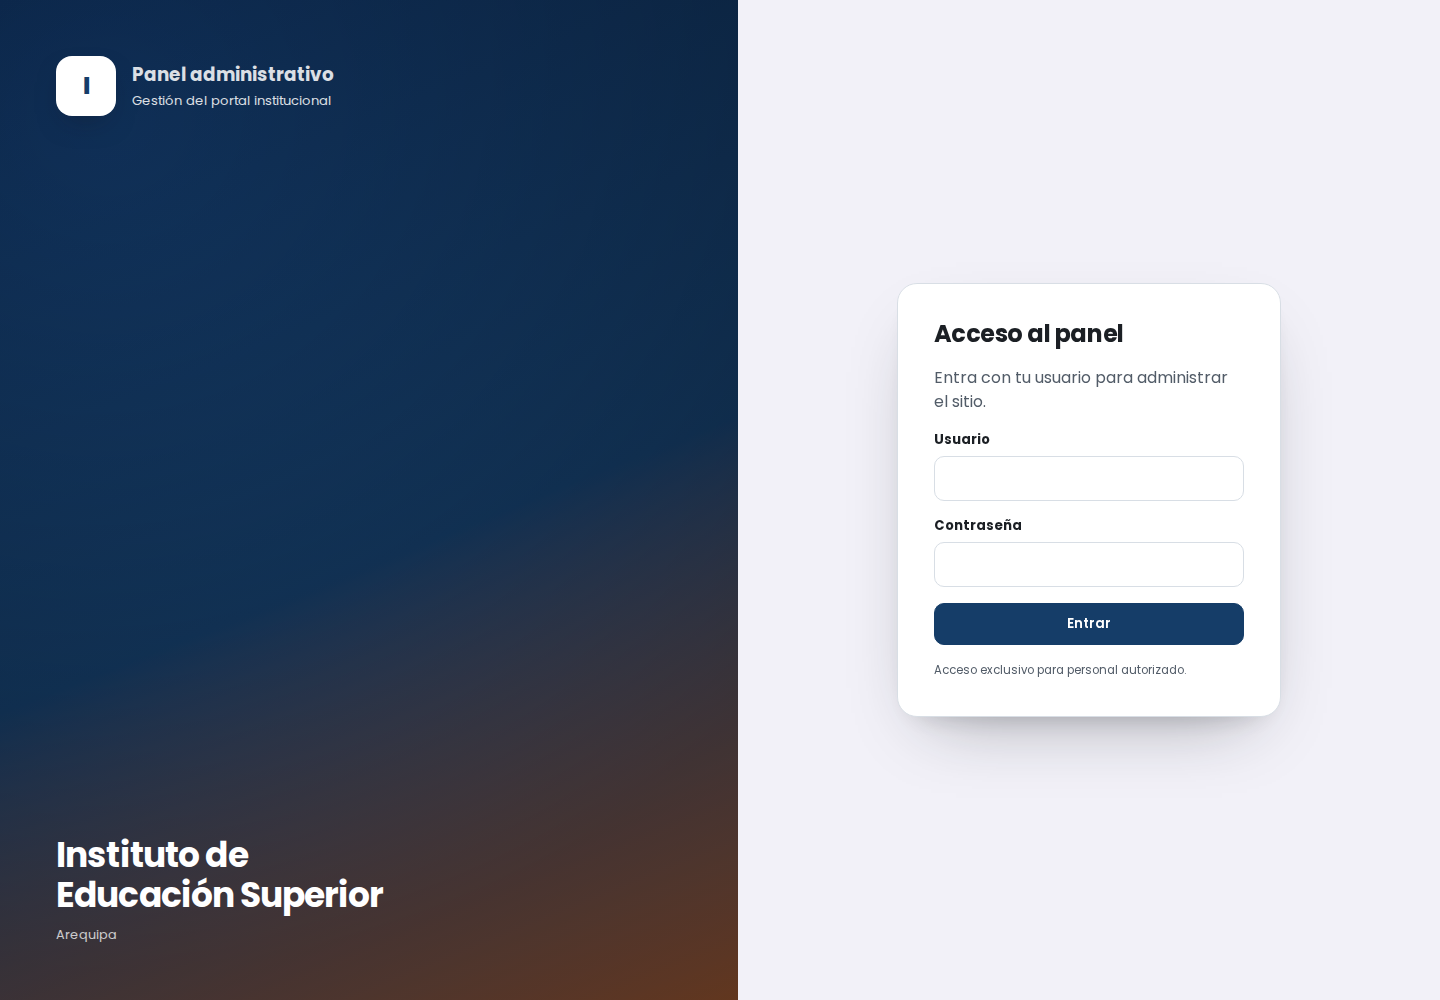 I
Panel administrativo
Gestión del portal institucional
Instituto de
Educación Superior
Arequipa
Acceso al panel
Entra con tu usuario para administrar
el sitio.
Usuario
Contraseña
Entrar
Acceso exclusivo para personal autorizado.